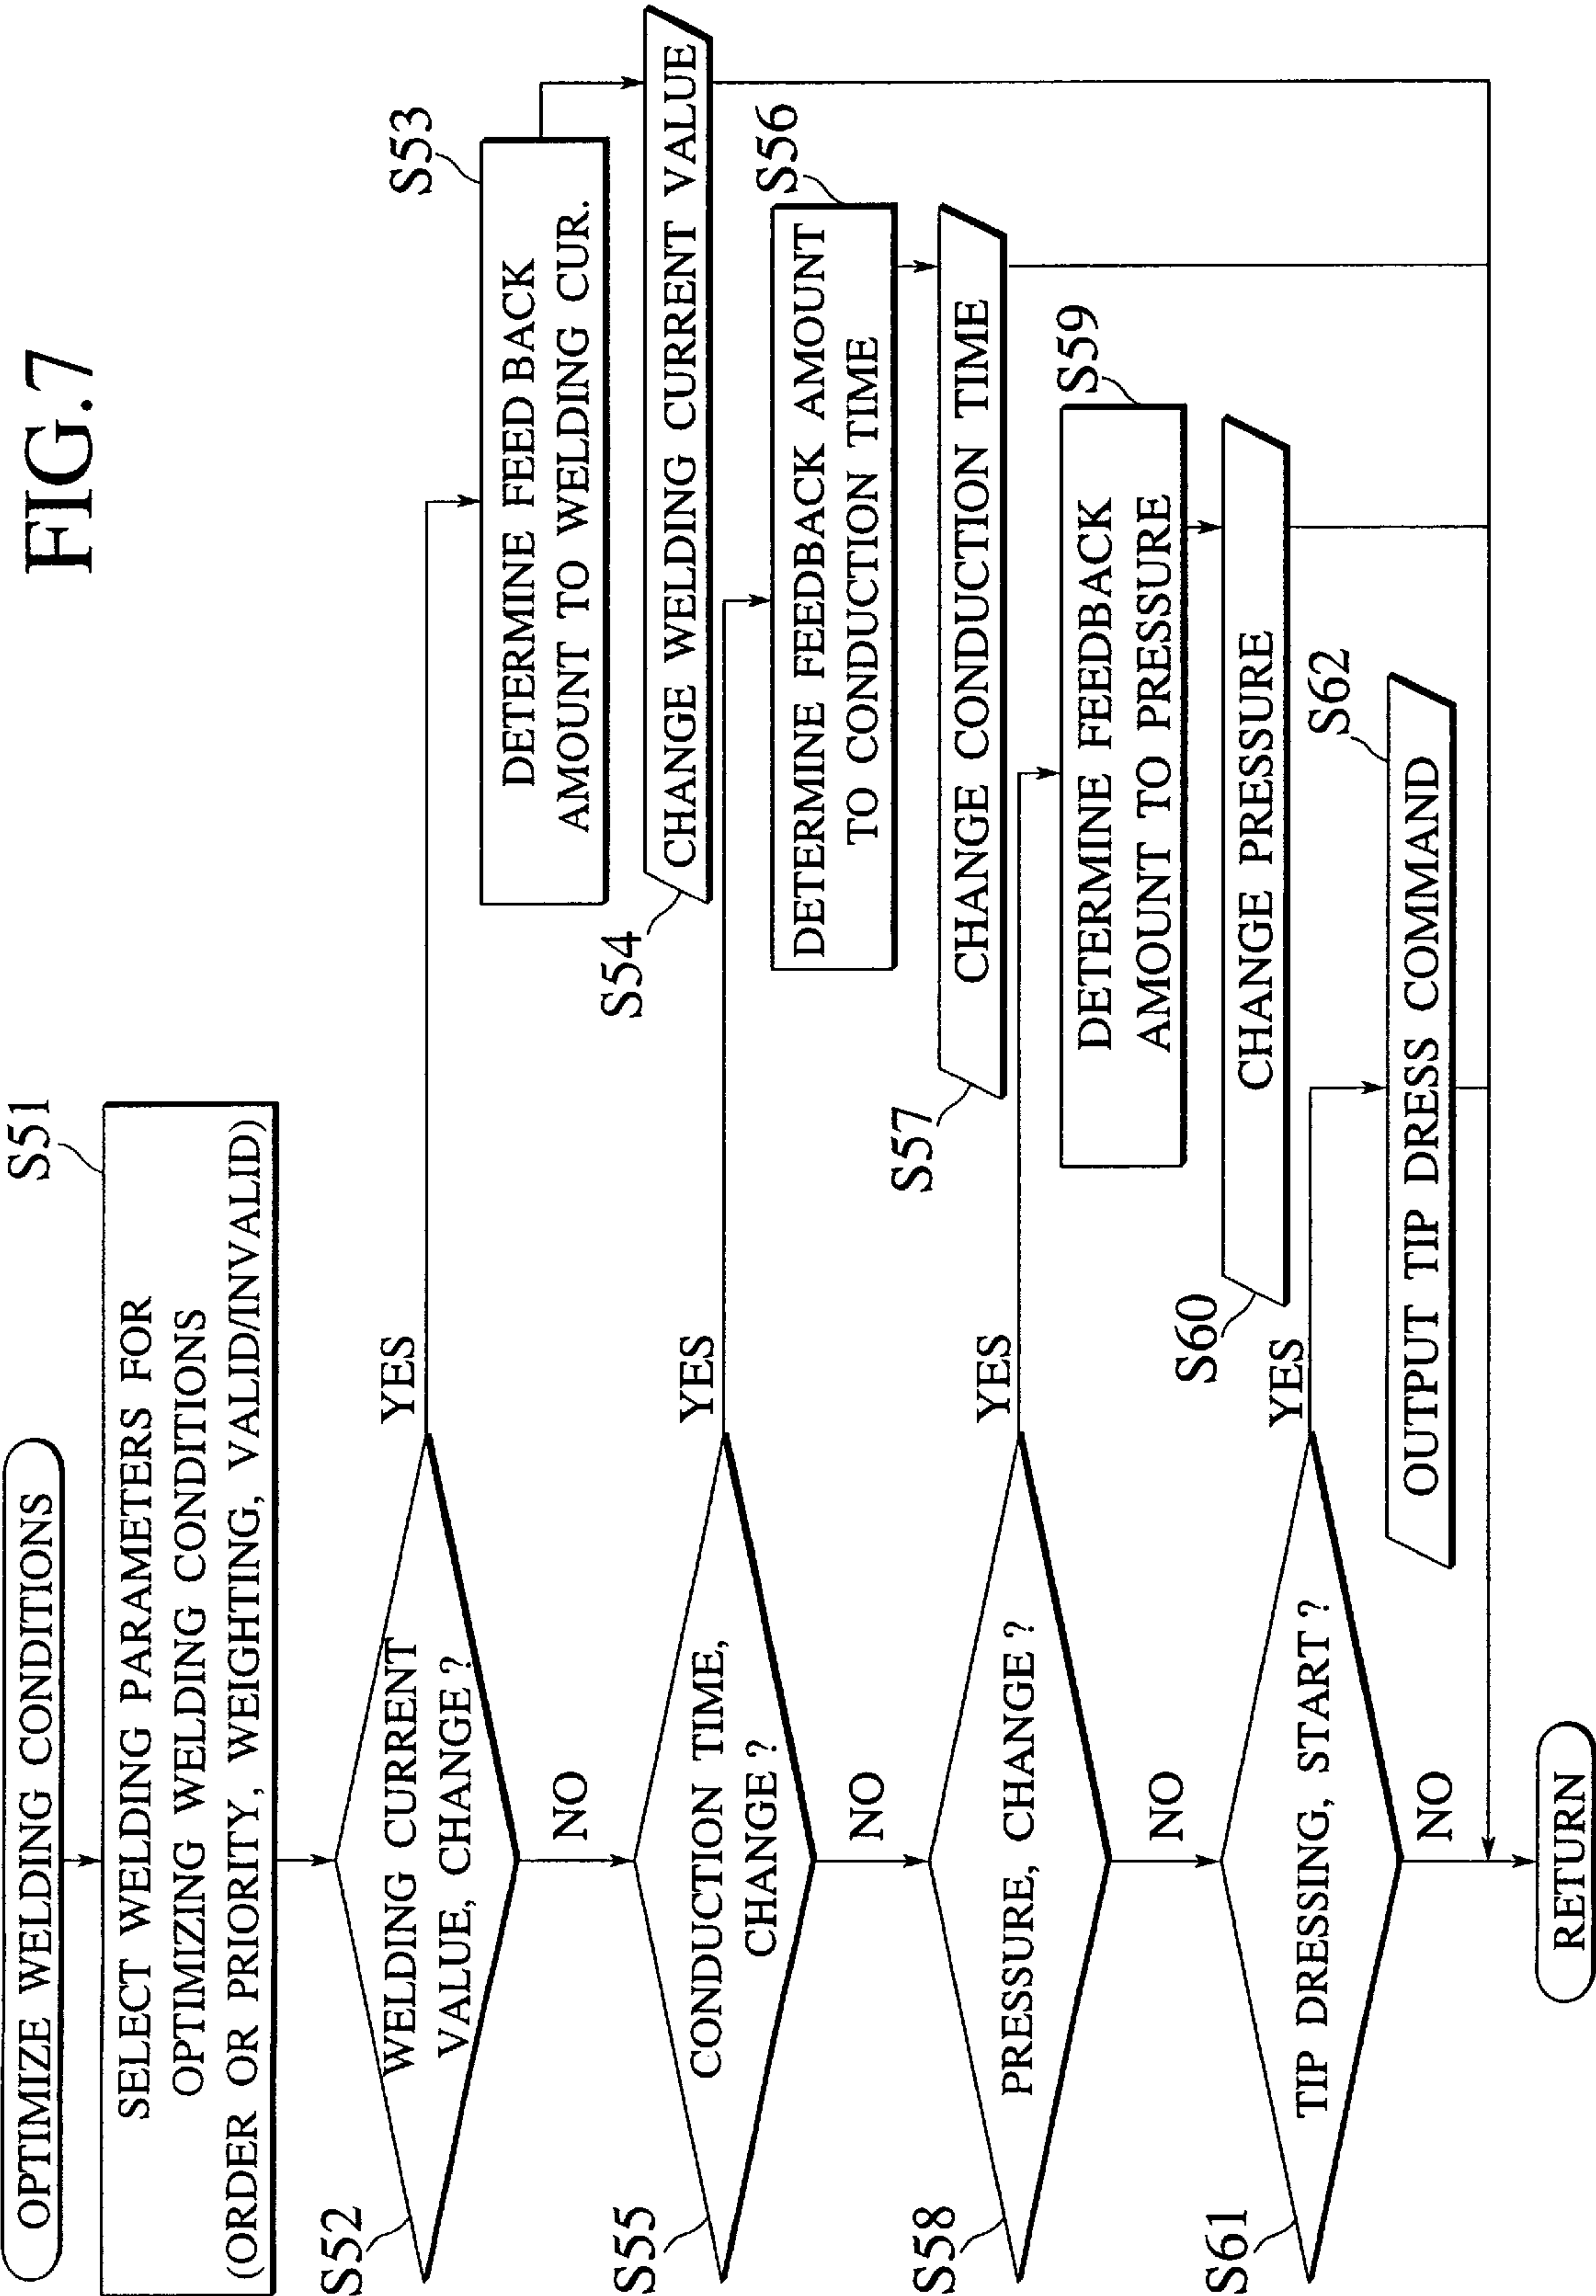 FIG.7
OPTIMIZE WELDING CONDITIONS
S51
SELECT WELDING PARAMETERS FOR
OPTIMIZING WELDING CONDITIONS
(ORDER OR PRIORITY, WEIGHTING, VALID/INVALID)
S52
WELDING CURRENT
VALUE, CHANGE?
YES
NO
S53
DETERMINE FEED BACK
AMOUNT TO WELDING CUR.
S54
CHANGE WELDING CURRENT VALUE
S55
CONDUCTION TIME,
CHANGE?
YES
NO
S56
DETERMINE FEEDBACK AMOUNT
TO CONDUCTION TIME
S57
CHANGE CONDUCTION TIME
S58
PRESSURE, CHANGE?
YES
NO
S59
DETERMINE FEEDBACK
AMOUNT TO PRESSURE
S60
CHANGE PRESSURE
S61
TIP DRESSING, START?
YES
NO
S62
OUTPUT TIP DRESS COMMAND
RETURN